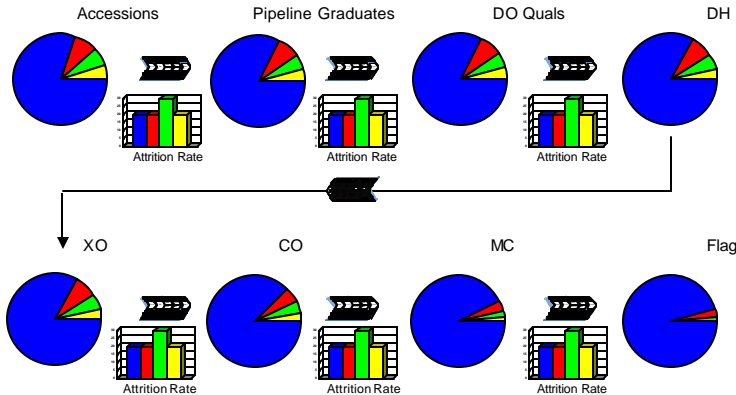 Accessions
Pipeline Graduates
DO Quals
DH
Attrition Rate
Attrition Rate
Attrition Rate
XO
CO
MC
Flag
Attrition Rate
Attrition Rate
Attrition Rate